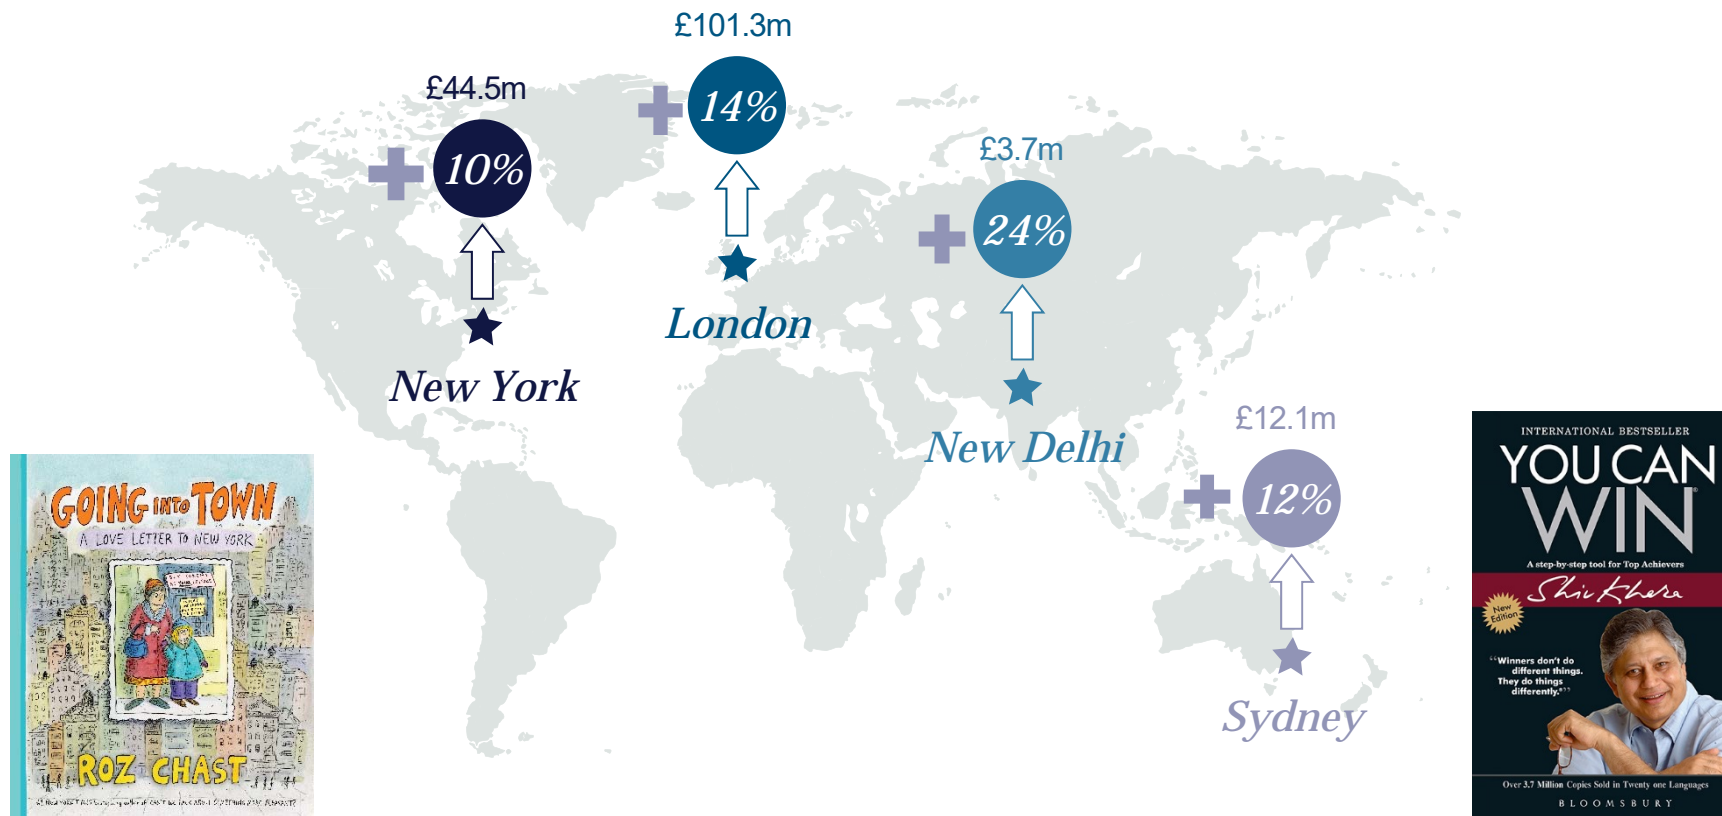 £101.3m
14%
London
£44.5m
10%
New York
£3.7m
24%
New Delhi
£12.1m
12%
Sydney
GOING INTO TOWN
A LOVE LETTER TO NEW YORK
ROZ CHAST
INTERNATIONAL BESTSELLER
YOU CAN
WIN
A step-by-step tool for Top Achievers
Shiv Khera
New
Edition
“Winners don't do
different things.
They do things
differently.”
Over 3.7 Million Copies Sold in Twenty one Languages
BLOOMSBURY